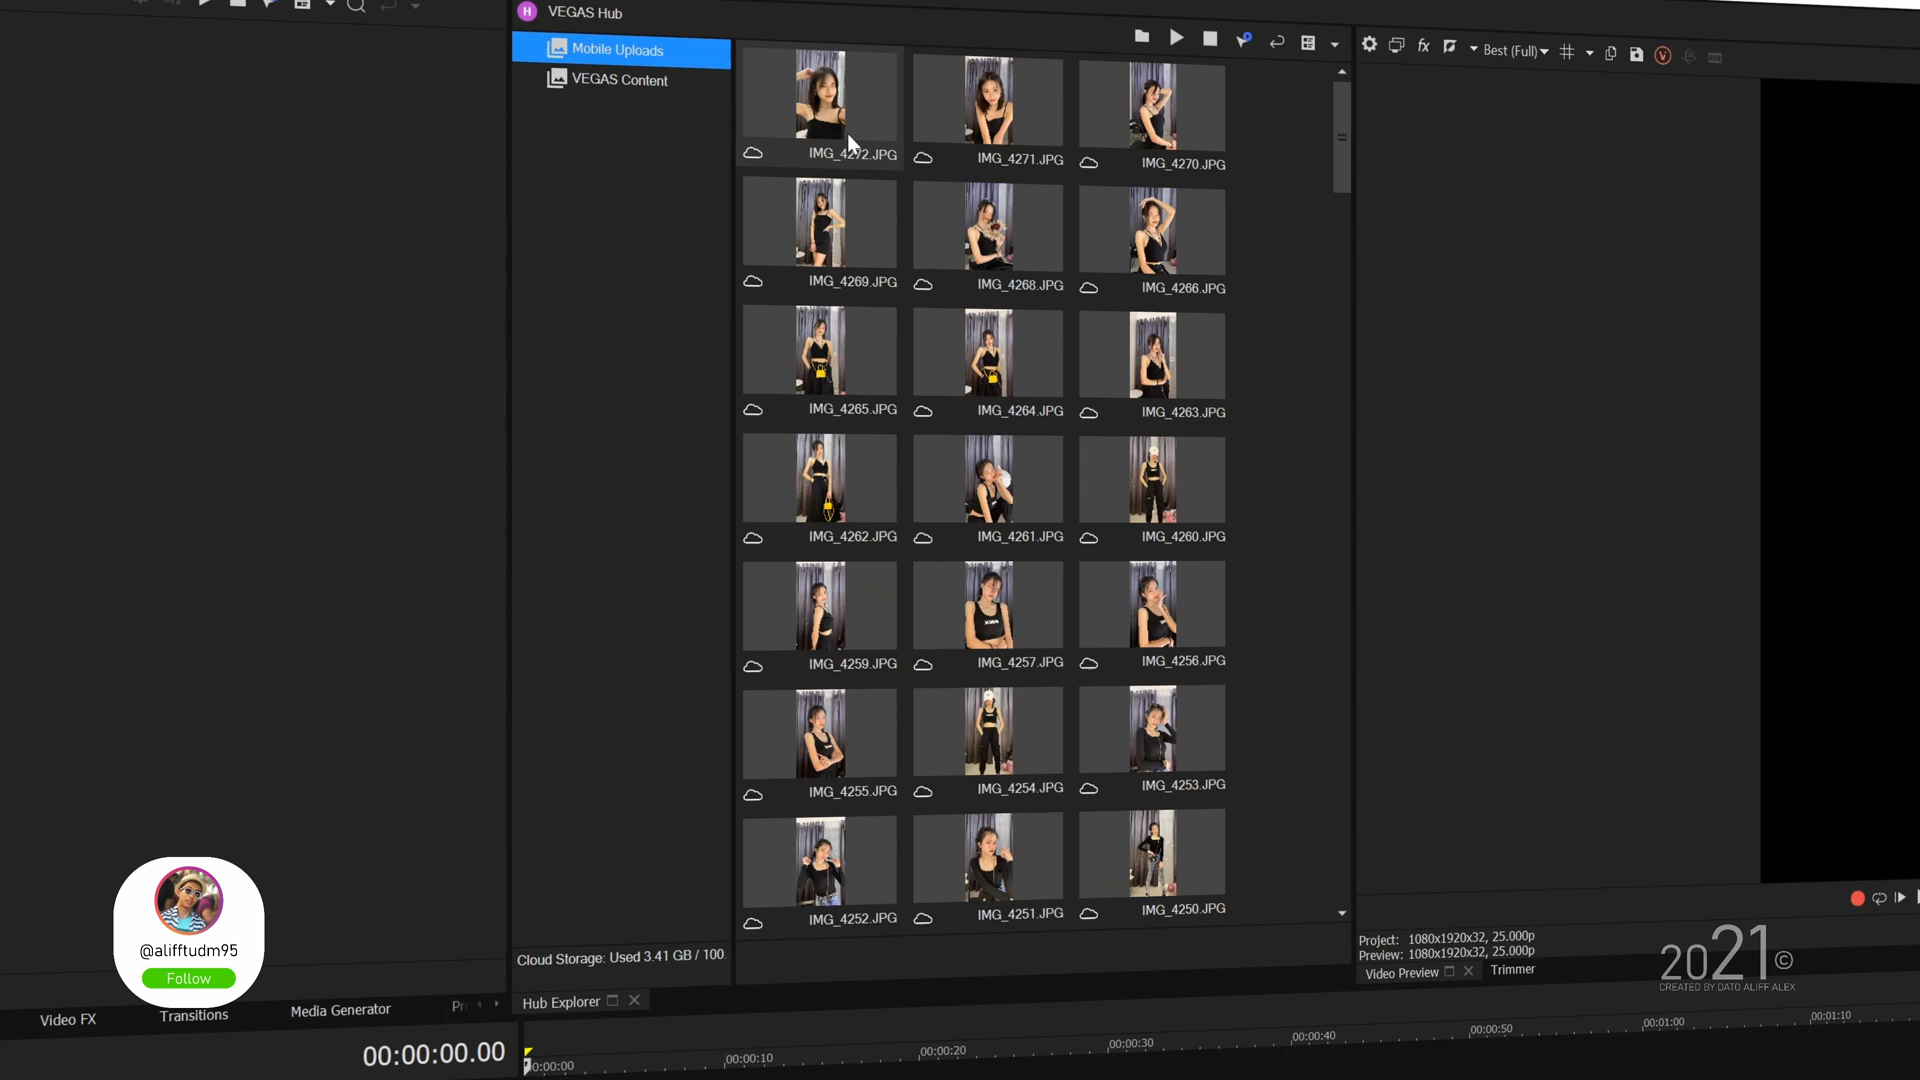 VEGAS Hub
Mobile Uploads
VEGAS Content
Best (Full)
IMG_4272.JPG
IMG_4271.JPG
IMG_4270.JPG
IMG_4269.JPG
IMG_4268.JPG
IMG_4266.JPG
IMG_4265.JPG
IMG_4264.JPG
IMG_4263.JPG
IMG_4262.JPG
IMG_4261.JPG
IMG_4260.JPG
IMG_4259.JPG
IMG_4257.JPG
IMG_4256.JPG
IMG_4255.JPG
IMG_4254.JPG
IMG_4253.JPG
IMG_4252.JPG
IMG_4251.JPG
IMG_4250.JPG
Cloud Storage: Used 3.41 GB / 100.
Hub Explorer
Project: 1080x1920x32, 25.000p
Preview: 1080x1920x32, 25.000p
Video Preview
Trimmer
@alifftudm95
Follow
2021©
CREATED BY DATO ALIFF ALEX
Video FX
Transitions
Media Generator
00:00:00.00
0:00:00
00:00:10
00:00:20
00:00:30
00:00:40
00:00:50
00:01:00
00:01:10